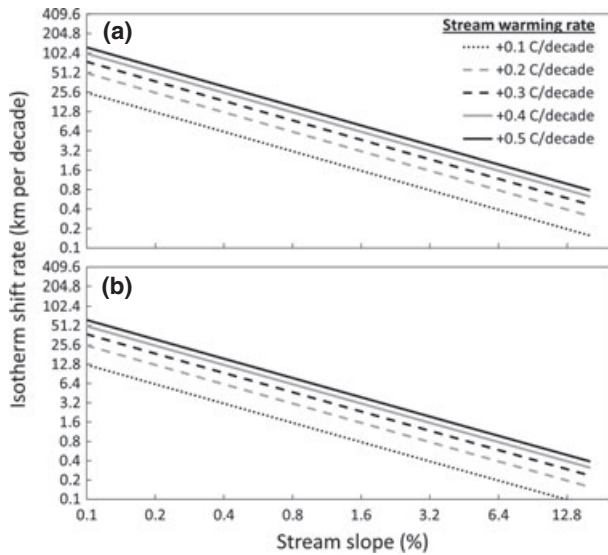 Isotherm shift rate (km per decade)
(a)
409.6
204.8
102.4
51.2
25.6
12.8
6.4
3.2
1.6
0.8
0.4
0.2
0.1
Stream warming rate
+0.1 C/decade
+0.2 C/decade
+0.3 C/decade
+0.4 C/decade
+0.5 C/decade
(b)
409.6
204.8
102.4
51.2
25.6
12.8
6.4
3.2
1.6
0.8
0.4
0.2
0.1
0.1 0.2 0.4 0.8 1.6 3.2 6.4 12.8
Stream slope (%)